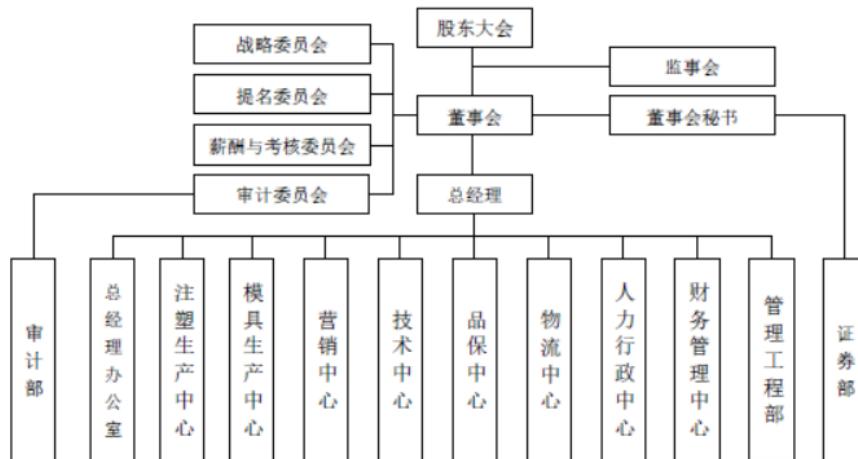 股东大会
战略委员会
监事会
提名委员会
董事会
董事会秘书
薪酬与考核委员会
审计委员会
总经理
审计部
总经理办公室
注塑生产中心
模具生产中心
营销中心
技术中心
品保中心
物流中心
人力行政中心
财务管理中心
管理工程部
证券部